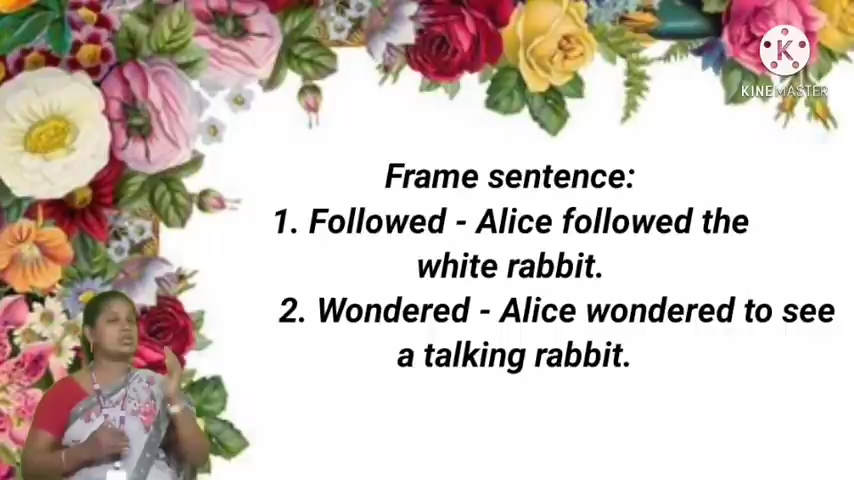 KINEMASTER
Frame sentence:
1. Followed - Alice followed the
white rabbit.
2. Wondered - Alice wondered to see
a talking rabbit.